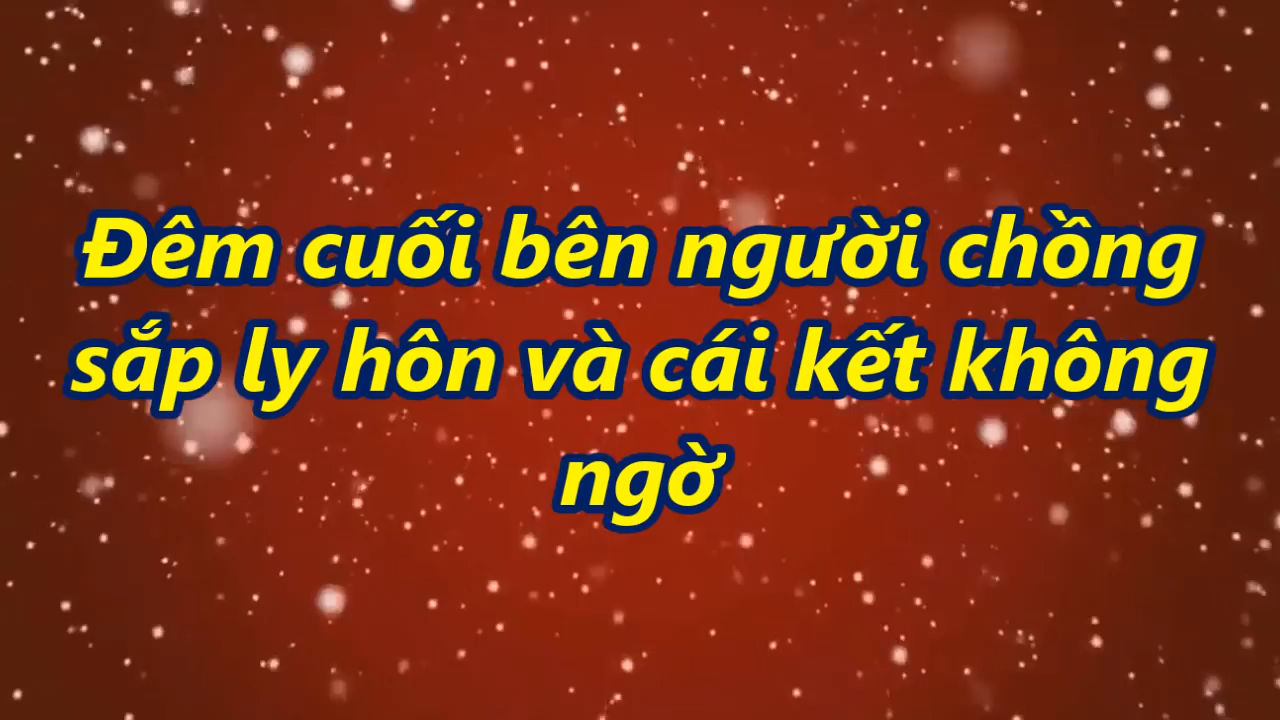 Đêm cuối bên người chồng
sắp ly hôn và cái kết không
ngờ